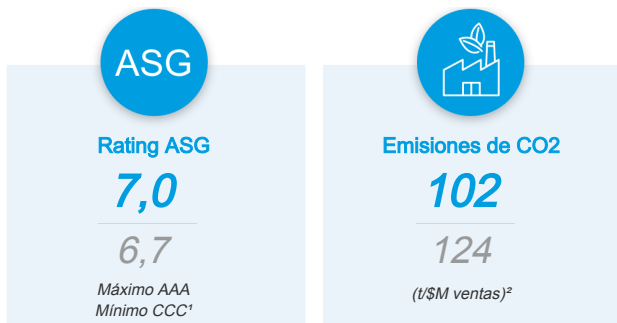 ASG
Rating ASG
7,0
6,7
Máximo AAA
Mínimo CCC¹
Emisiones de CO2
102
124
(t/$M ventas)²